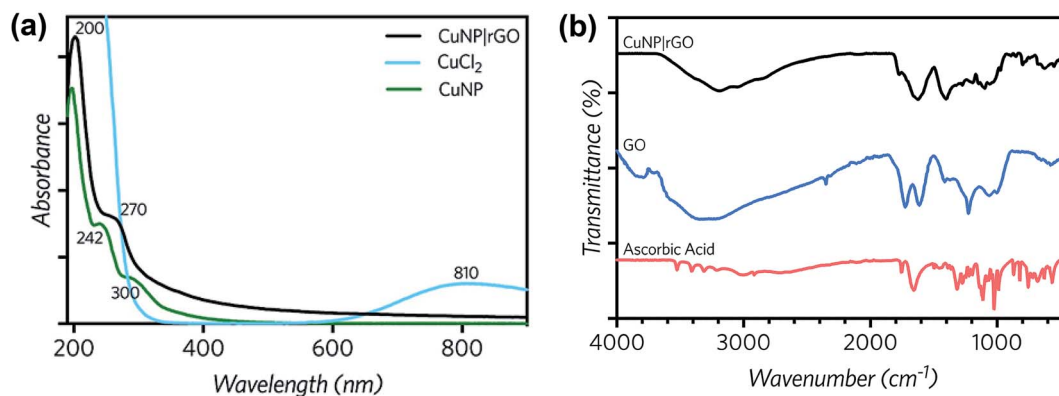 (a)
200
CuNP|rGO
CuCl2
CuNP
270
242
300
810
Absorbance
200 400 600 800
Wavelength (nm)
(b)
CuNP|rGO
GO
Ascorbic Acid
Transmittance (%)
4000 3000 2000 1000
Wavenumber (cm-1)